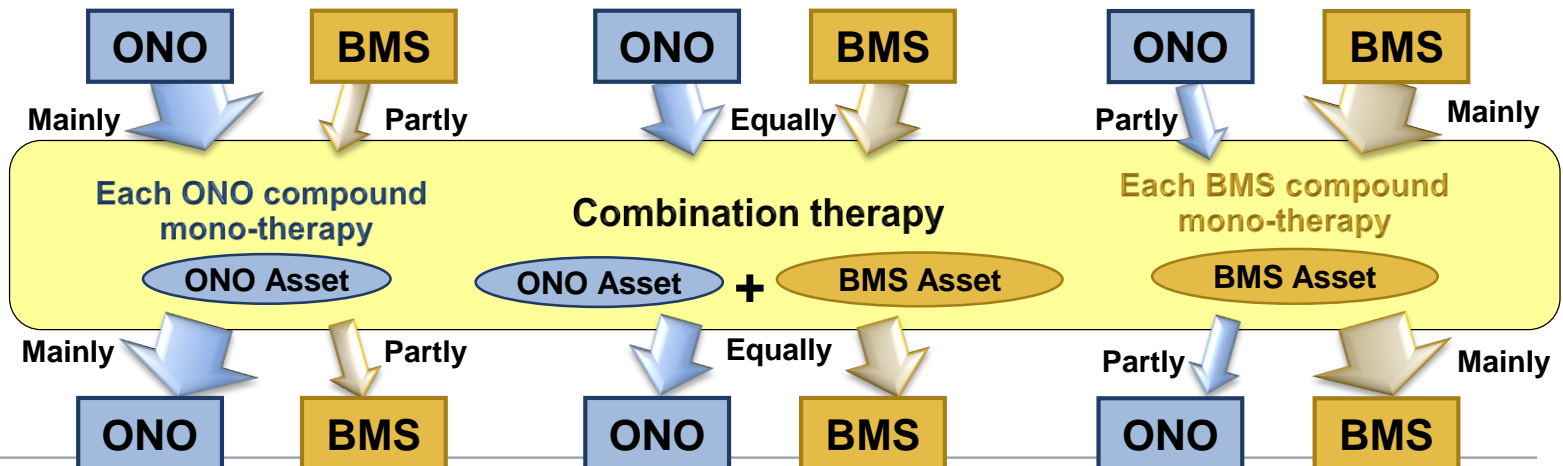 ONO BMS ONO BMS ONO BMS
Mainly Partly Equally Partly Mainly
Each ONO compound
mono-therapy
Combination therapy
Each BMS compound
mono-therapy
ONO Asset ONO Asset + BMS Asset BMS Asset
Mainly Partly Equally Partly Mainly
ONO BMS ONO BMS ONO BMS